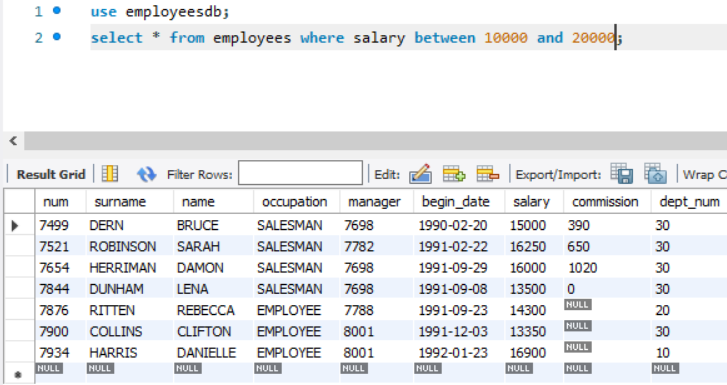 1 use employeesdb;
2 select * from employees where salary between 10000 and 20000;
Result Grid Filter Rows: Edit: Export/Import: Wrap C
num surname name occupation manager begin_date salary commission dept_num
7499 DERN BRUCE SALESMAN 7698 1990-02-20 15000 390 30
7521 ROBINSON SARAH SALESMAN 7782 1991-02-22 16250 650 30
7654 HERRIMAN DAMON SALESMAN 7698 1991-09-29 16000 1020 30
7844 DUNHAM LENA SALESMAN 7698 1991-09-08 13500 0 30
7876 RITTEN REBECCA EMPLOYEE 7788 1991-09-23 14300 NULL 20
7900 COLLINS CLIFTON EMPLOYEE 8001 1991-12-03 13350 NULL 30
7934 HARRIS DANIELLE EMPLOYEE 8001 1992-01-23 16900 NULL 10
NULL NULL NULL NULL NULL NULL NULL NULL NULL